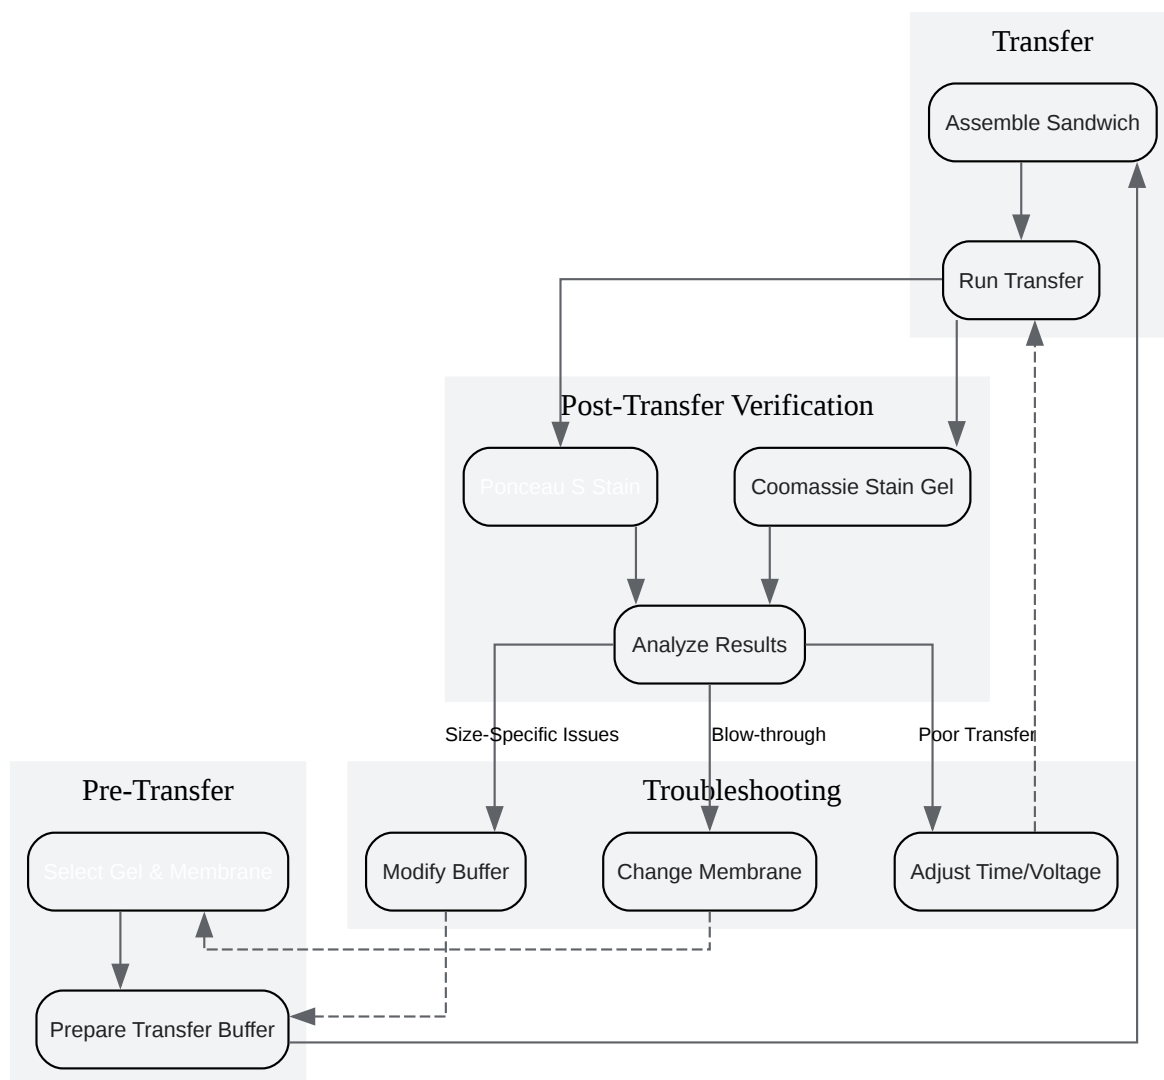 Transfer
Assemble Sandwich
Run Transfer
Post-Transfer Verification
Ponceau S Stain
Coomassie Stain Gel
Analyze Results
Size-Specific Issues
Blow-through
Poor Transfer
Pre-Transfer
Troubleshooting
Select Gel & Membrane
Modify Buffer
Change Membrane
Adjust Time/Voltage
Prepare Transfer Buffer